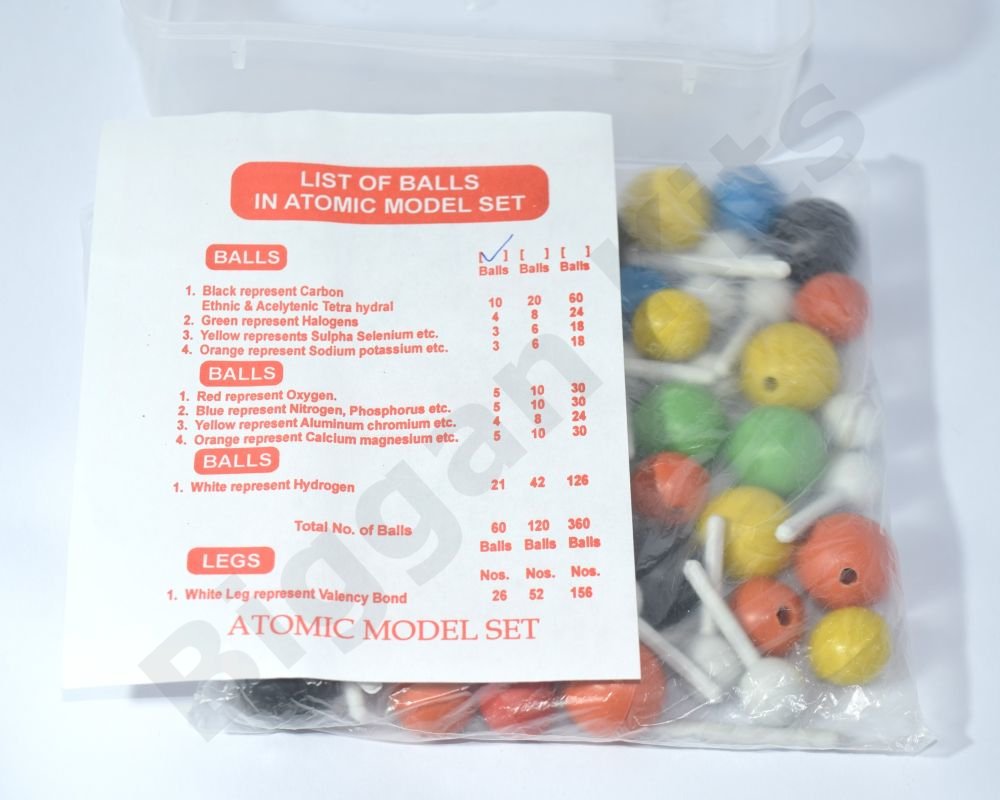 LIST OF BALLS
IN ATOMIC MODEL SET
BALLS [✓] [ ] [ ]
Balls Balls Balls
1. Black represent Carbon
Ethnic & Acelytenic Tetra hydral 10 20 60
2. Green represent Halogens 4 8 24
3. Yellow represents Sulpha Selenium etc. 3 6 18
4. Orange represent Sodium potassium etc. 3 6 18
BALLS
1. Red represent Oxygen. 5 10 30
2. Blue represent Nitrogen, Phosphorus etc. 5 10 30
3. Yellow represent Aluminum chromium etc. 4 8 24
4. Orange represent Calcium magneslum etc. 5 10 30
BALLS
1. White represent Hydrogen 21 42 126
Total No. of Balls 60 120 360
Balls Balls Balls
LEGS
Nos. Nos. Nos.
1. White Leg represent Valency Bond 26 52 156
ATOMIC MODEL SET
Biggan Kits